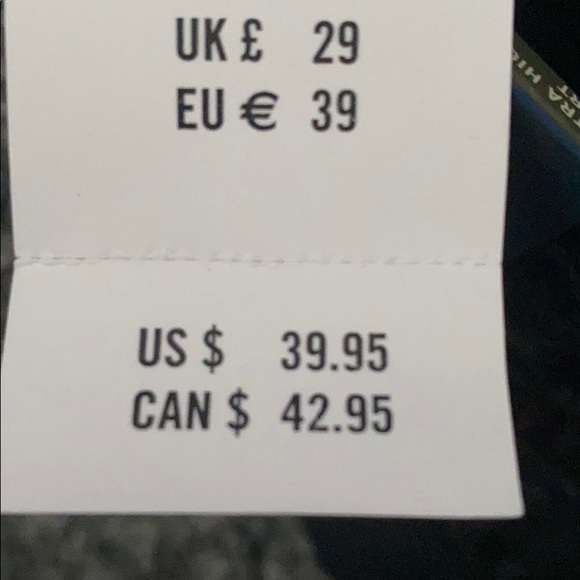 UK £ 29
EU € 39
US $ 39.95
CAN $ 42.95